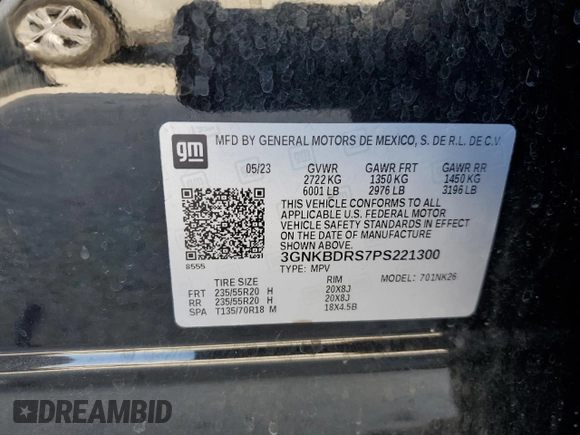 gm MFD BY GENERAL MOTORS DE MEXICO, S. DE R.L. DE C.V.
05/23 GVWR GAWR FRT GAWR RR
2722 KG 1350 KG 1450 KG
6001 LB 2976 LB 3196 LB
THIS VEHICLE CONFORMS TO ALL
APPLICABLE U.S. FEDERAL MOTOR
VEHICLE SAFETY STANDARDS IN EFFECT
ON THE DATE OF MANUFACTURE
SHOWN ABOVE.
3GNKBDRS7PS221300
8555 TYPE: MPV MODEL: 701NK26
TIRE SIZE RIM
FRT 235/55R20 H 20X8J
RR 235/55R20 H 20X8J
SPA T135/70R18 M 18X4.5B
DREAMBID